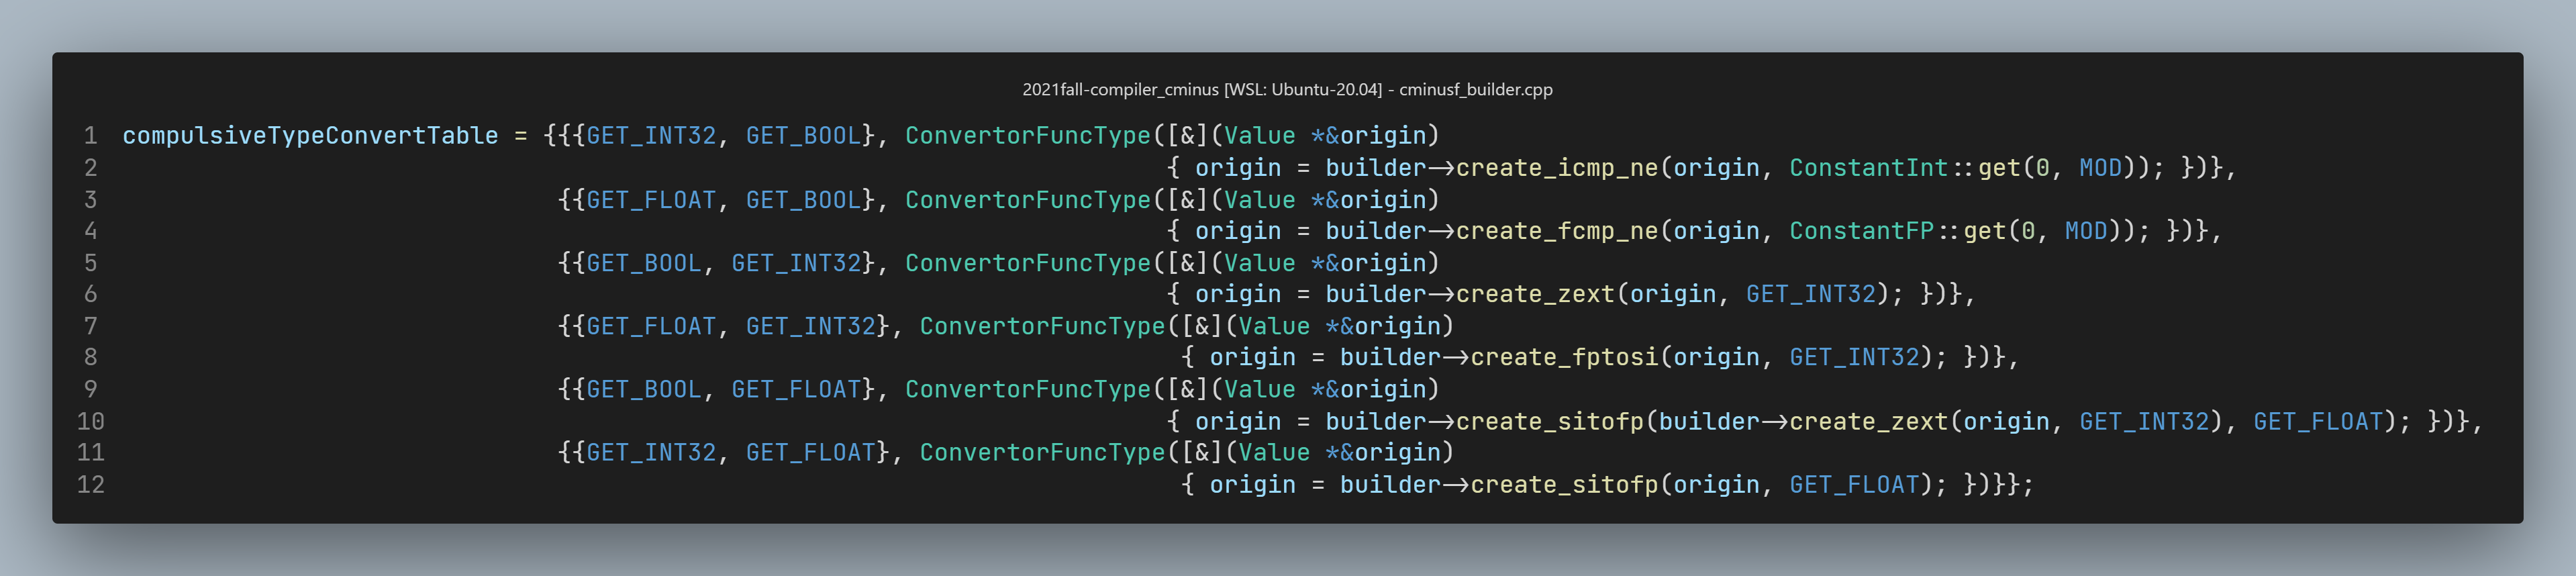 2021fall-compiler_cminus [WSL: Ubuntu-20.04] - cminusf_builder.cpp
1 compulsiveTypeConvertTable = {{{GET_INT32, GET_BOOL}, ConvertorFuncType([&](Value *&origin)
2 { origin = builder->create_icmp_ne(origin, ConstantInt::get(0, MOD)); })},
3 {{GET_FLOAT, GET_BOOL}, ConvertorFuncType([&](Value *&origin)
4 { origin = builder->create_fcmp_ne(origin, ConstantFP::get(0, MOD)); })},
5 {{GET_BOOL, GET_INT32}, ConvertorFuncType([&](Value *&origin)
6 { origin = builder->create_zext(origin, GET_INT32); })},
7 {{GET_FLOAT, GET_INT32}, ConvertorFuncType([&](Value *&origin)
8 { origin = builder->create_fptosi(origin, GET_INT32); })},
9 {{GET_BOOL, GET_FLOAT}, ConvertorFuncType([&](Value *&origin)
10 { origin = builder->create_sitofp(builder->create_zext(origin, GET_INT32), GET_FLOAT); })},
11 {{GET_INT32, GET_FLOAT}, ConvertorFuncType([&](Value *&origin)
12 { origin = builder->create_sitofp(origin, GET_FLOAT); })}};